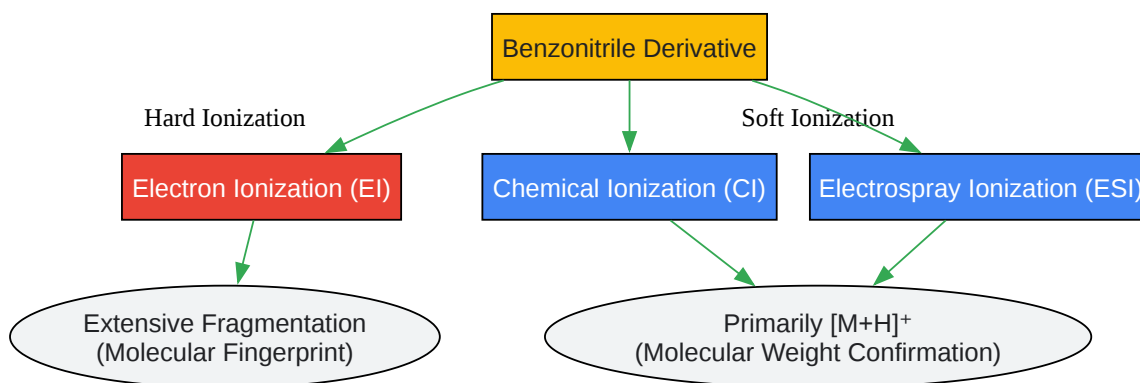 Benzonitrile Derivative
Hard Ionization
Soft Ionization
Electron Ionization (EI)
Chemical Ionization (CI)
Electrospray Ionization (ESI)
Extensive Fragmentation
(Molecular Fingerprint)
Primarily [M+H]⁺
(Molecular Weight Confirmation)